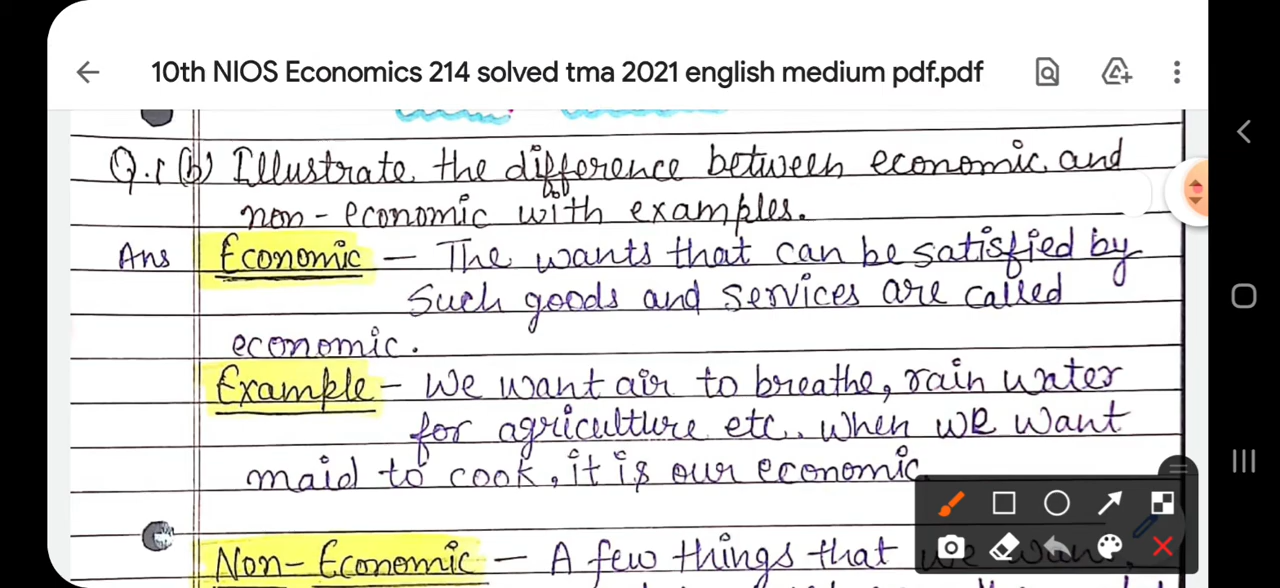 10th NIOS Economics 214 solved tma 2021 english medium pdf.pdf
Q.1 (b) Illustrate the difference between economic and
non-economic with examples.
Ans Economic - The wants that can be satisfied by
such goods and services are called
economic.
Example - We want air to breathe, rain water
for agriculture etc. When we want
maid to cook, it is our economic
Non-Economic - A few things that we want,